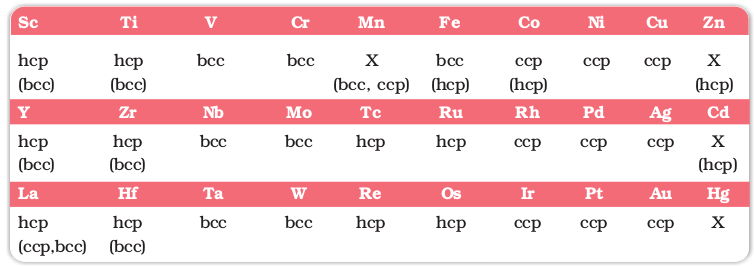 Sc Ti V Cr Mn Fe Co Ni Cu Zn
hcp hcp bcc bcc X bcc ccp ccp ccp X
(bcc) (bcc) (bcc, ccp) (hcp) (hcp) (hcp)
Y Zr Nb Mo Tc Ru Rh Pd Ag Cd
hcp hcp bcc bcc hcp hcp ccp ccp ccp X
(bcc) (bcc) (hcp)
La Hf Ta W Re Os Ir Pt Au Hg
hcp hcp bcc bcc hcp hcp ccp ccp ccp X
(ccp,bcc) (bcc)